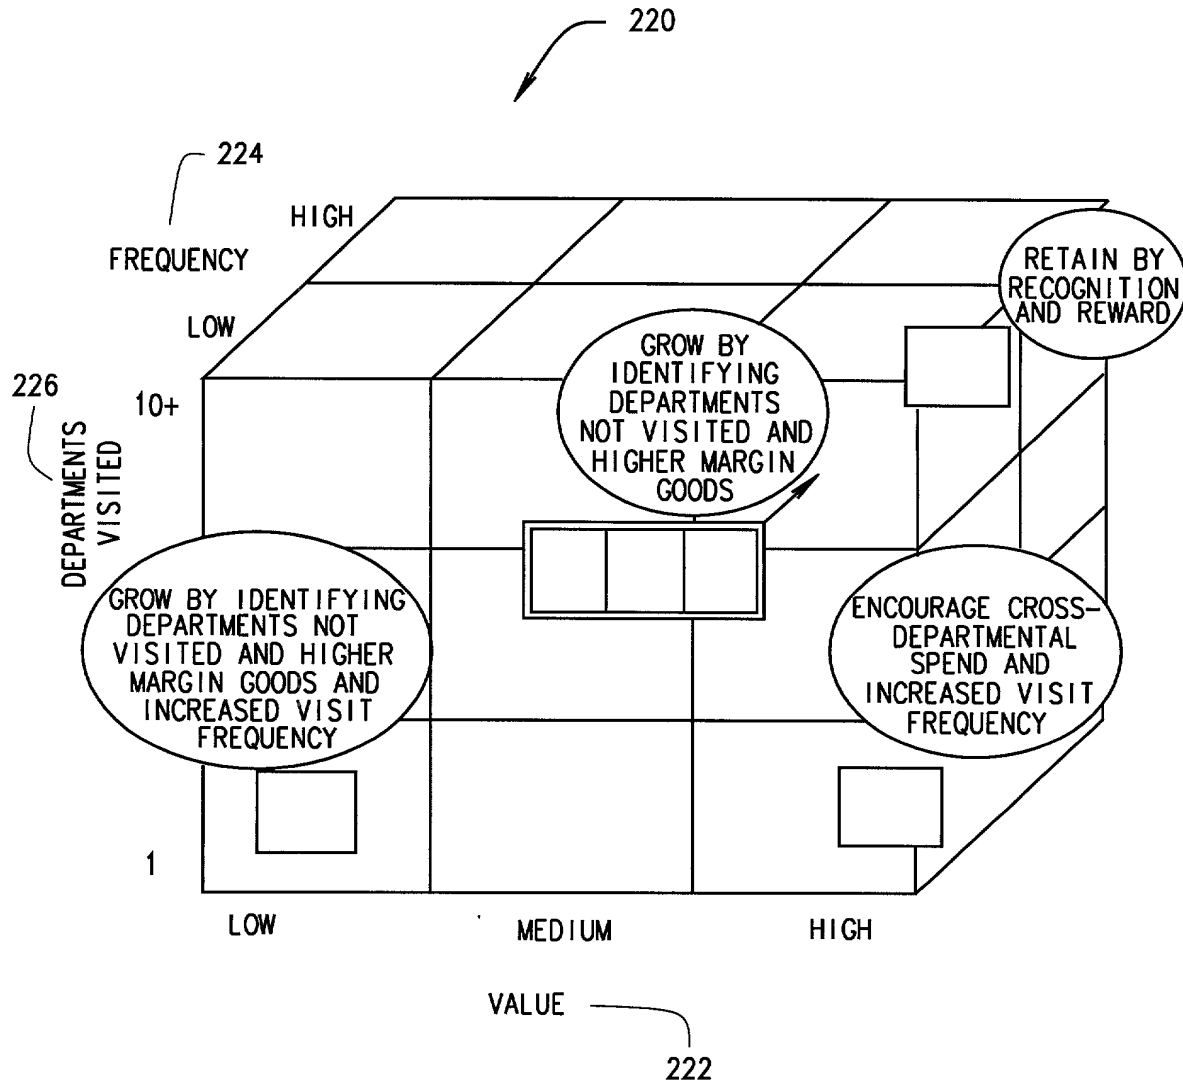 220
224
HIGH
FREQUENCY
LOW
RETAIN BY
RECOGNITION
AND REWARD
GROW BY
IDENTIFYING
DEPARTMENTS
NOT VISITED AND
HIGHER MARGIN
GOODS
226
10+
DEPARTMENTS
VISITED
GROW BY IDENTIFYING
DEPARTMENTS NOT
VISITED AND HIGHER
MARGIN GOODS AND
INCREASED VISIT
FREQUENCY
ENCOURAGE CROSS-
DEPARTMENTAL
SPEND AND
INCREASED VISIT
FREQUENCY
1
LOW
MEDIUM
HIGH
VALUE
222